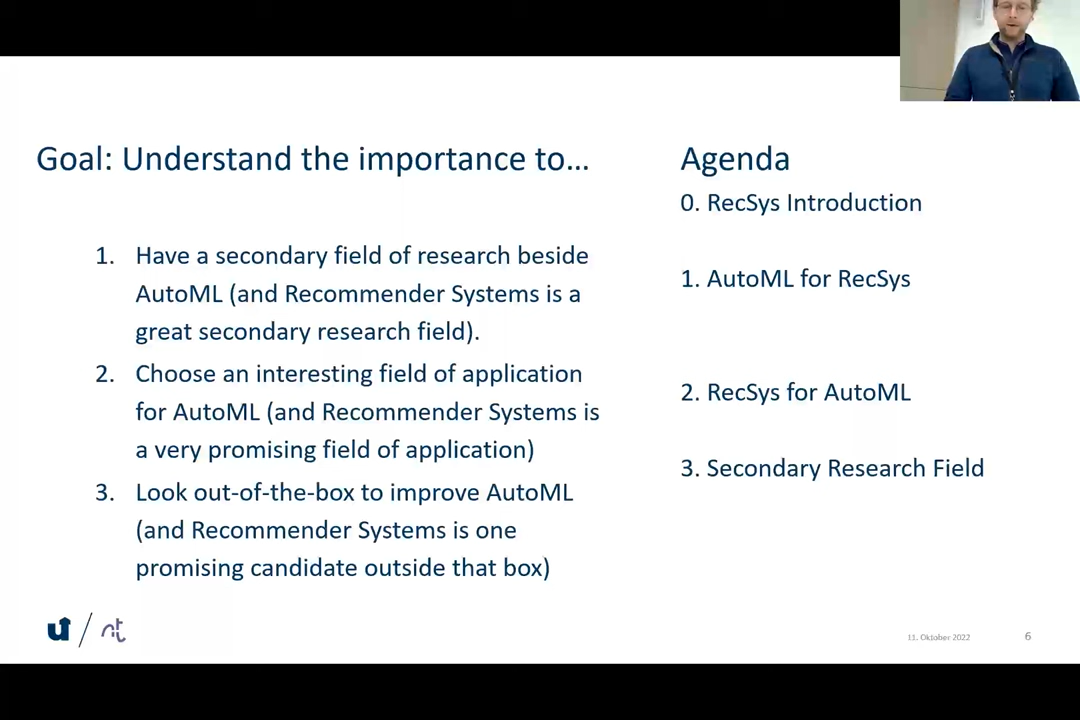 Goal: Understand the importance to...
1. Have a secondary field of research beside
AutoML (and Recommender Systems is a
great secondary research field).
2. Choose an interesting field of application
for AutoML (and Recommender Systems is
a very promising field of application)
3. Look out-of-the-box to improve AutoML
(and Recommender Systems is one
promising candidate outside that box)
Agenda
0. RecSys Introduction
1. AutoML for RecSys
2. RecSys for AutoML
3. Secondary Research Field
11. Oktober 2022
6